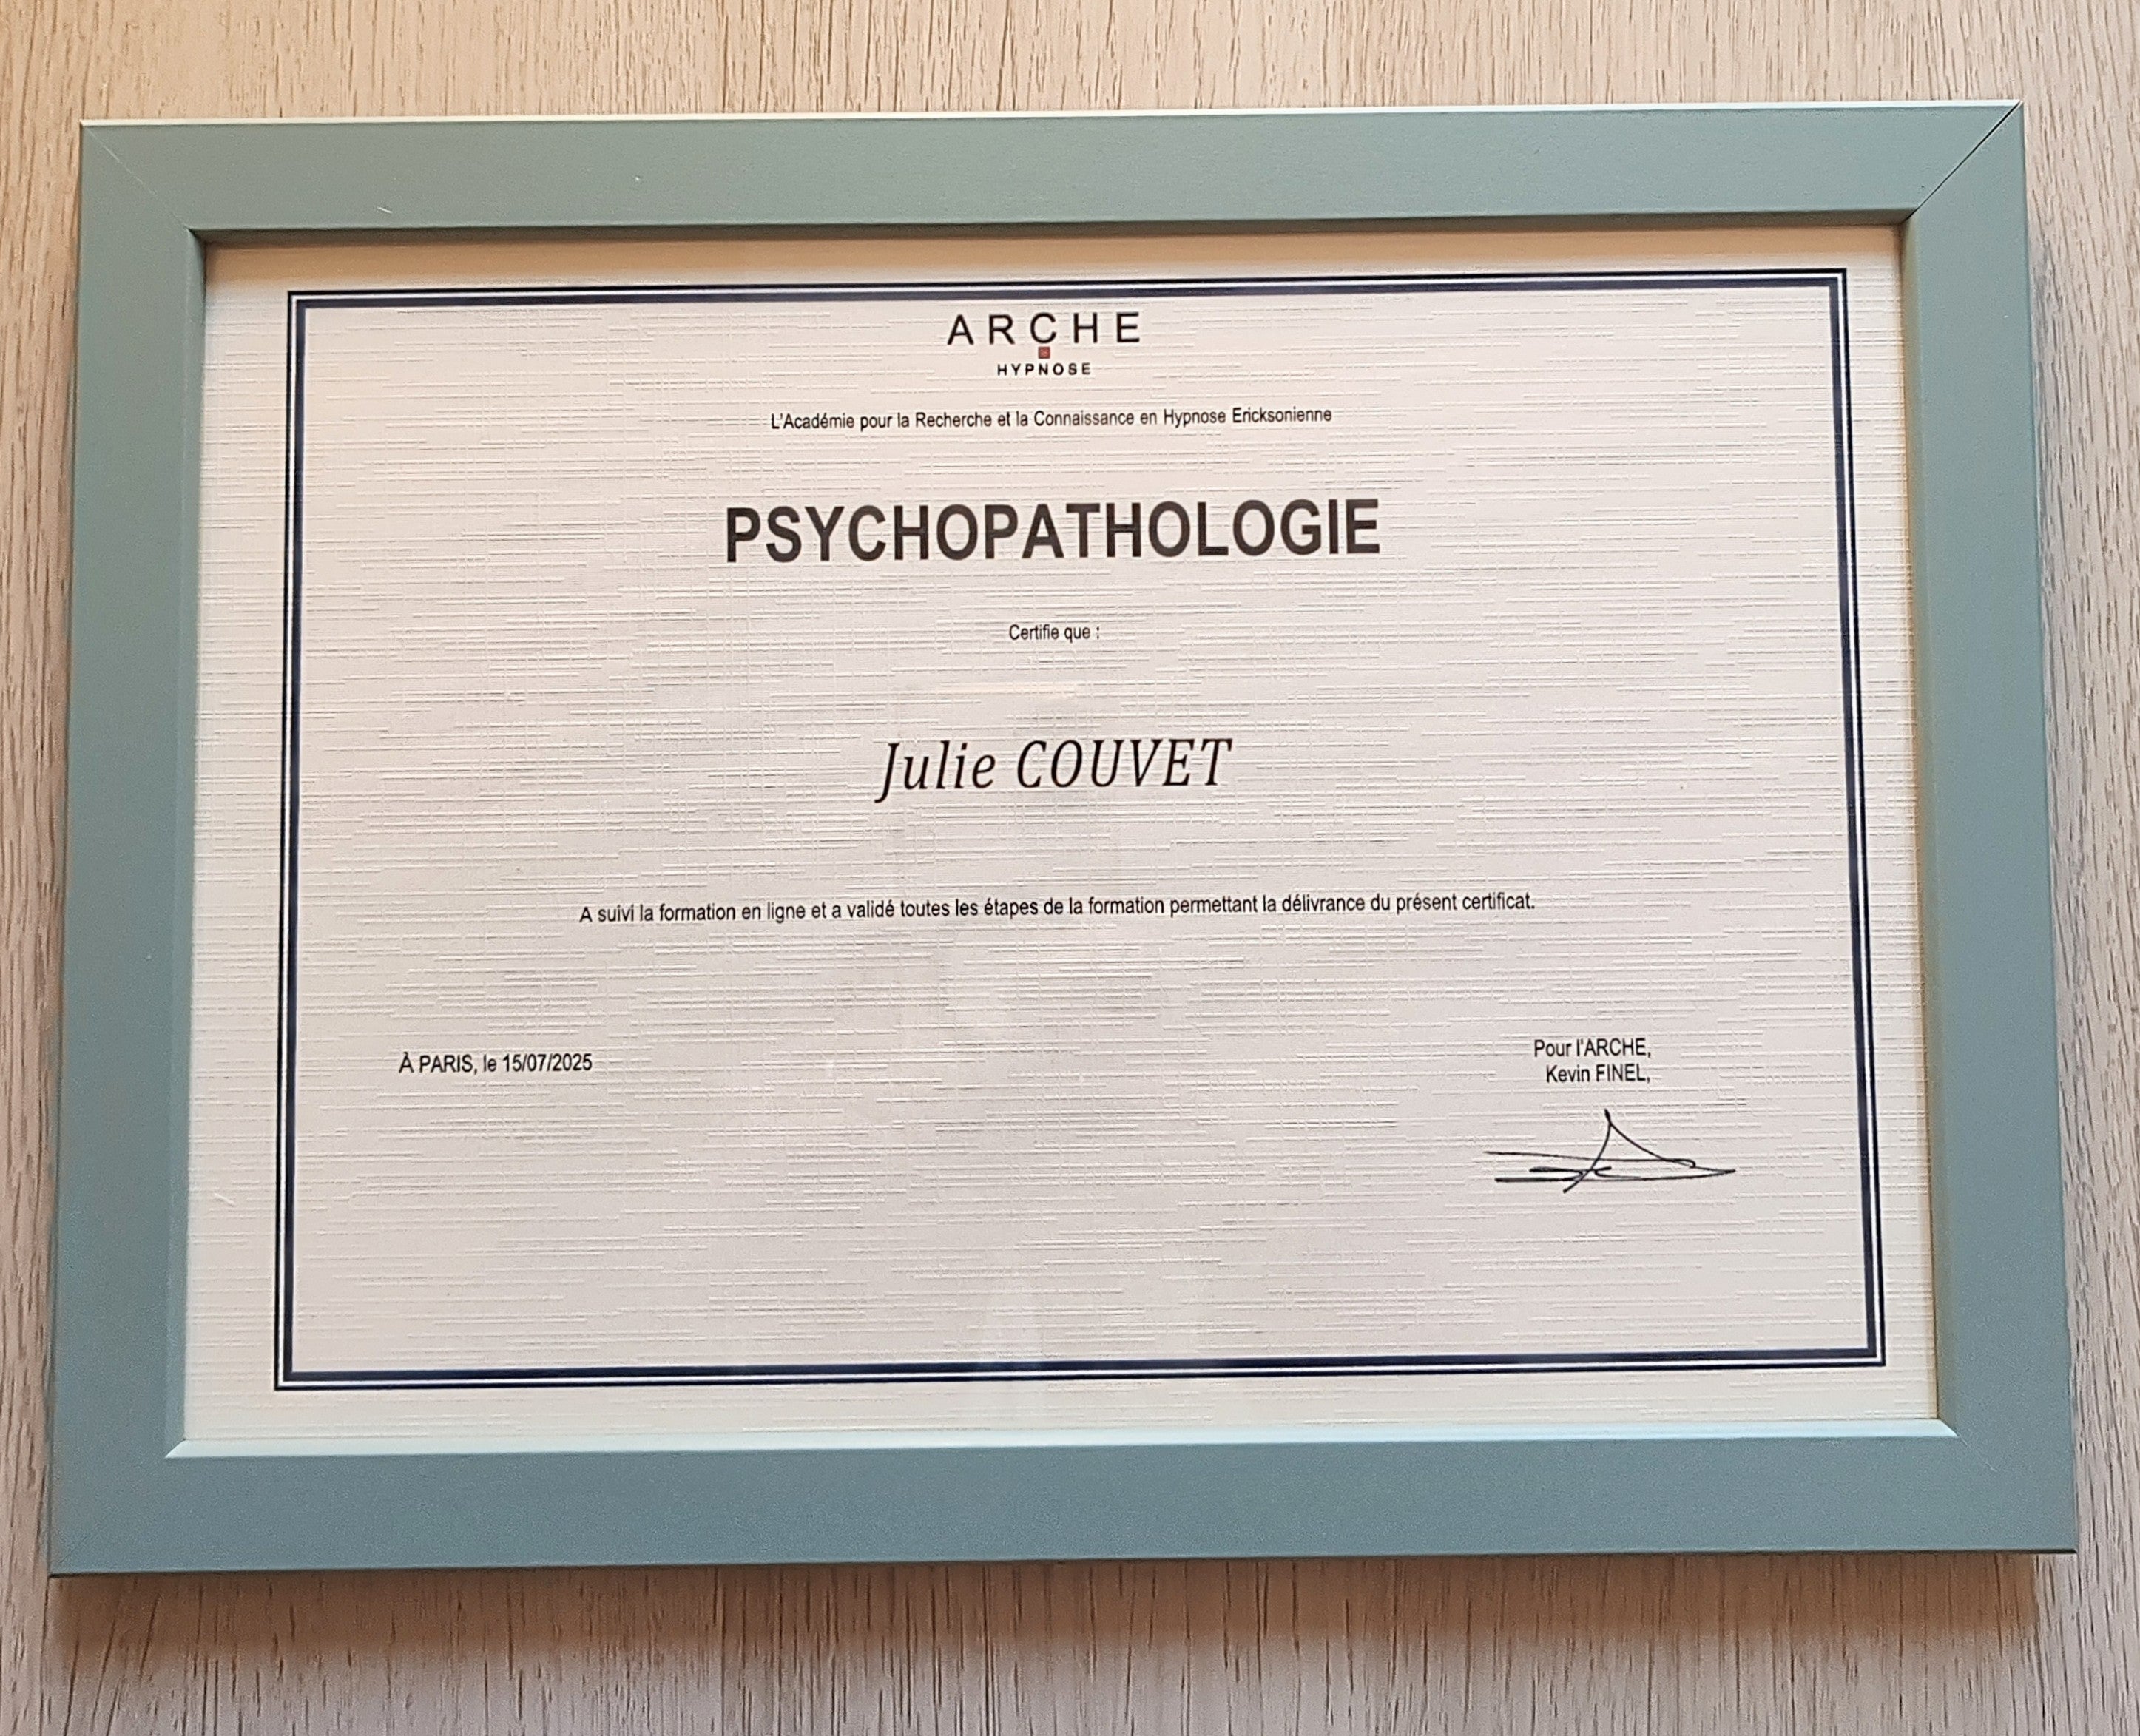 ARCHE
HYPNOSE
L'Académie pour la Recherche et la Connaissance en Hypnose Ericksonienne
PSYCHOPATHOLOGIE
Certifie que :
Julie COUVET
A suivi la formation en ligne et a validé toutes les étapes de la formation permettant la délivrance du présent certificat.
À PARIS, le 15/07/2025
Pour l'ARCHE,
Kevin FINEL,